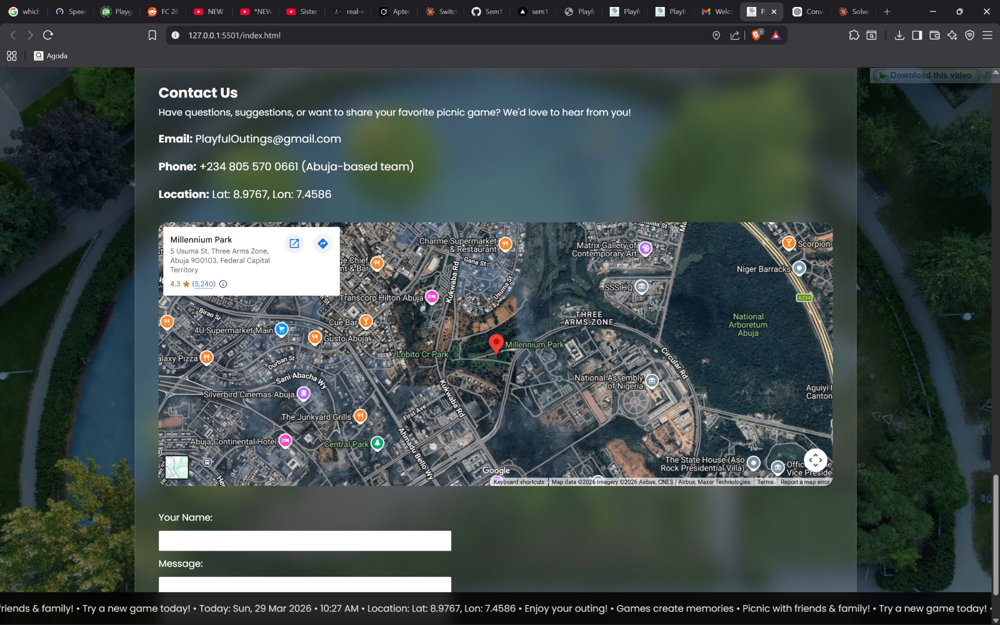 which
Speed
Playg
FC 26
NEW
*NEW
Sister
real-e
Aptec
Switch
Sem1
sem1
Playfu
Playfu
Playfu
Welco
P
Conv
Solve
127.0.0.1:5501/index.html
1
Agoda
Download this video
?
Contact Us
Have questions, suggestions, or want to share your favorite picnic game? We'd love to hear from you!
Email: PlayfulOutings@gmail.com
Phone: +234 805 570 0661 (Abuja-based team)
Location: Lat: 8.9767, Lon: 7.4586
Millennium Park
5 Usuma St, Three Arms Zone,
Abuja 900103, Federal Capital
Territory
4.3 ★ (5,240)
Charme Supermarket
& Restaurant
Gana St
ge Chief
nt & Bar
Kukwaba Rd
Usuma St
Transcorp Hilton Abuja
Matrix Gallery of
Contemporary Art
Scorpion
Niger Barracks
SSS HQ
A234
THREE
ARMS ZONE
National
Arboretum
Abuja
Birao St
Cue Bar
4U Supermarket Main
Gusto Abuja
Millennium Park
Lobito Cr Park
alaxy Pizza
Durban St
Sani Abacha Wy
Circular Rd
National Assembly
of Nigeria
Kukwaba Rd
Silverbird Cinemas Abuja
Aguiyi I
Canton
The Junkyard Grills
First Ave
Abuja Continental Hotel
Central Park
Ahmadu Bello Wy
The State House (Aso
Rock Presidential Villa)
Vice Preside
Google
Keyboard shortcuts
Map data ©2026 Imagery ©2026 Airbus, CNES / Airbus, Maxar Technologies
Terms
Report a map error
Your Name:
Message:
riends & family! • Try a new game today! • Today: Sun, 29 Mar 2026 • 10:27 AM • Location: Lat: 8.9767, Lon: 7.4586 • Enjoy your outing! • Games create memories • Picnic with friends & family! • Try a new game today! •